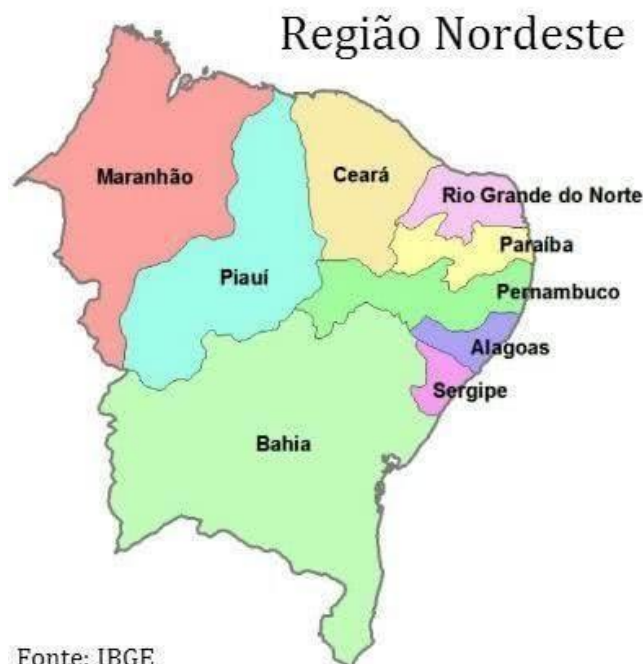 Região Nordeste
Maranhão
Ceará
Rio Grande do Norte
Paraíba
Piauí
Pernambuco
Alagoas
Sergipe
Bahia
Fonte: IBGE